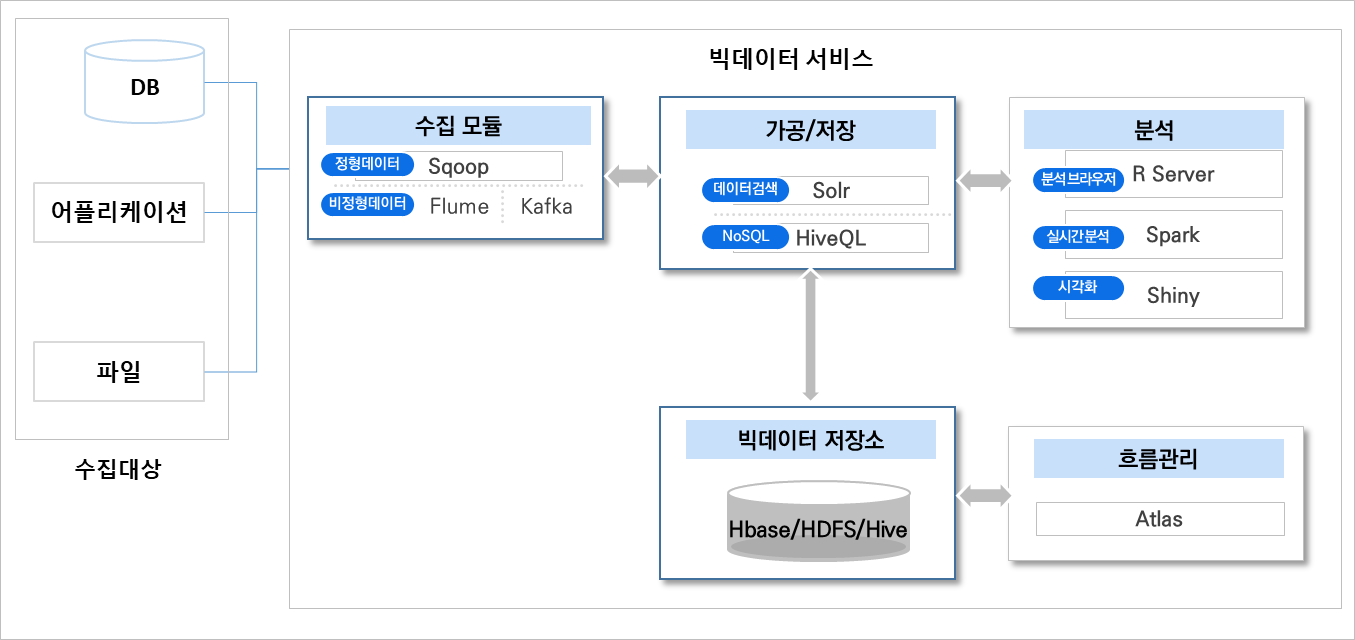 DB
어플리케이션
파일
수집대상
빅데이터 서비스
수집 모듈
정형데이터 Sqoop
비정형데이터 Flume Kafka
가공/저장
데이터검색 Solr
NoSQL HiveQL
분석
분석브라우저 R Server
실시간분석 Spark
시각화 Shiny
빅데이터 저장소
Hbase/HDFS/Hive
흐름관리
Atlas